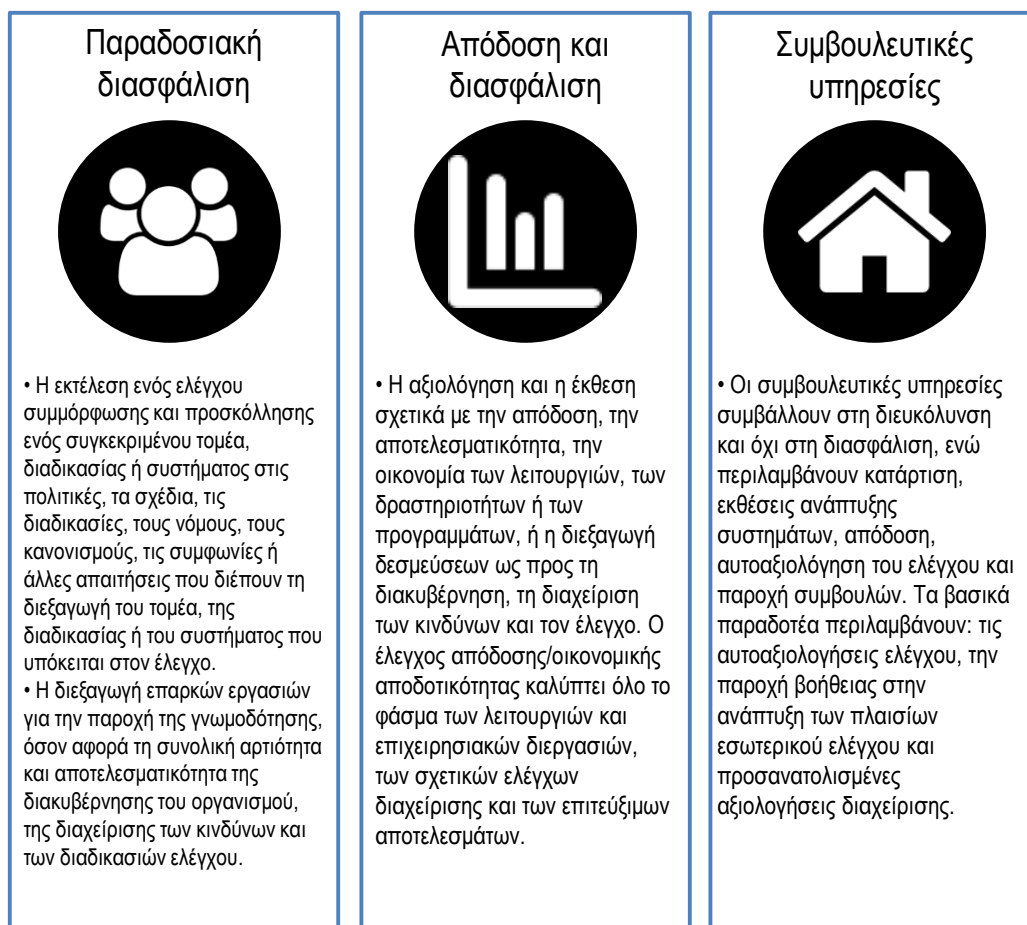 Παραδοσιακή
διασφάλιση
• Η εκτέλεση ενός ελέγχου
συμμόρφωσης και προσκόλλησης
ενός συγκεκριμένου τομέα,
διαδικασίας ή συστήματος στις
πολιτικές, τα σχέδια, τις
διαδικασίες, τους νόμους, τους
κανονισμούς, τις συμφωνίες ή
άλλες απαιτήσεις που διέπουν τη
διεξαγωγή του τομέα, της
διαδικασίας ή του συστήματος που
υπόκειται στον έλεγχο.
• Η διεξαγωγή επαρκών εργασιών
για την παροχή της γνωμοδότησης,
όσον αφορά τη συνολική αρτιότητα
και αποτελεσματικότητα της
διακυβέρνησης του οργανισμού,
της διαχείρισης των κινδύνων και
των διαδικασιών ελέγχου.
Απόδοση και
διασφάλιση
• Η αξιολόγηση και η έκθεση
σχετικά με την απόδοση, την
αποτελεσματικότητα, την
οικονομία των λειτουργιών, των
δραστηριοτήτων ή των
προγραμμάτων, ή η διεξαγωγή
δεσμεύσεων ως προς τη
διακυβέρνηση, τη διαχείριση
των κινδύνων και τον έλεγχο. Ο
έλεγχος απόδοσης/οικονομικής
αποδοτικότητας καλύπτει όλο το
φάσμα των λειτουργιών και
επιχειρησιακών διεργασιών,
των σχετικών ελέγχων
διαχείρισης και των επιτεύξιμων
αποτελεσμάτων.
Συμβουλευτικές
υπηρεσίες
• Οι συμβουλευτικές υπηρεσίες
συμβάλλουν στη διευκόλυνση
και όχι στη διασφάλιση, ενώ
περιλαμβάνουν κατάρτιση,
εκθέσεις ανάπτυξης
συστημάτων, απόδοση,
αυτοαξιολόγηση του ελέγχου και
παροχή συμβουλών. Τα βασικά
παραδοτέα περιλαμβάνουν: τις
αυτοαξιολογήσεις ελέγχου, την
παροχή βοήθειας στην
ανάπτυξη των πλαισίων
εσωτερικού ελέγχου και
προσανατολισμένες
αξιολογήσεις διαχείρισης.